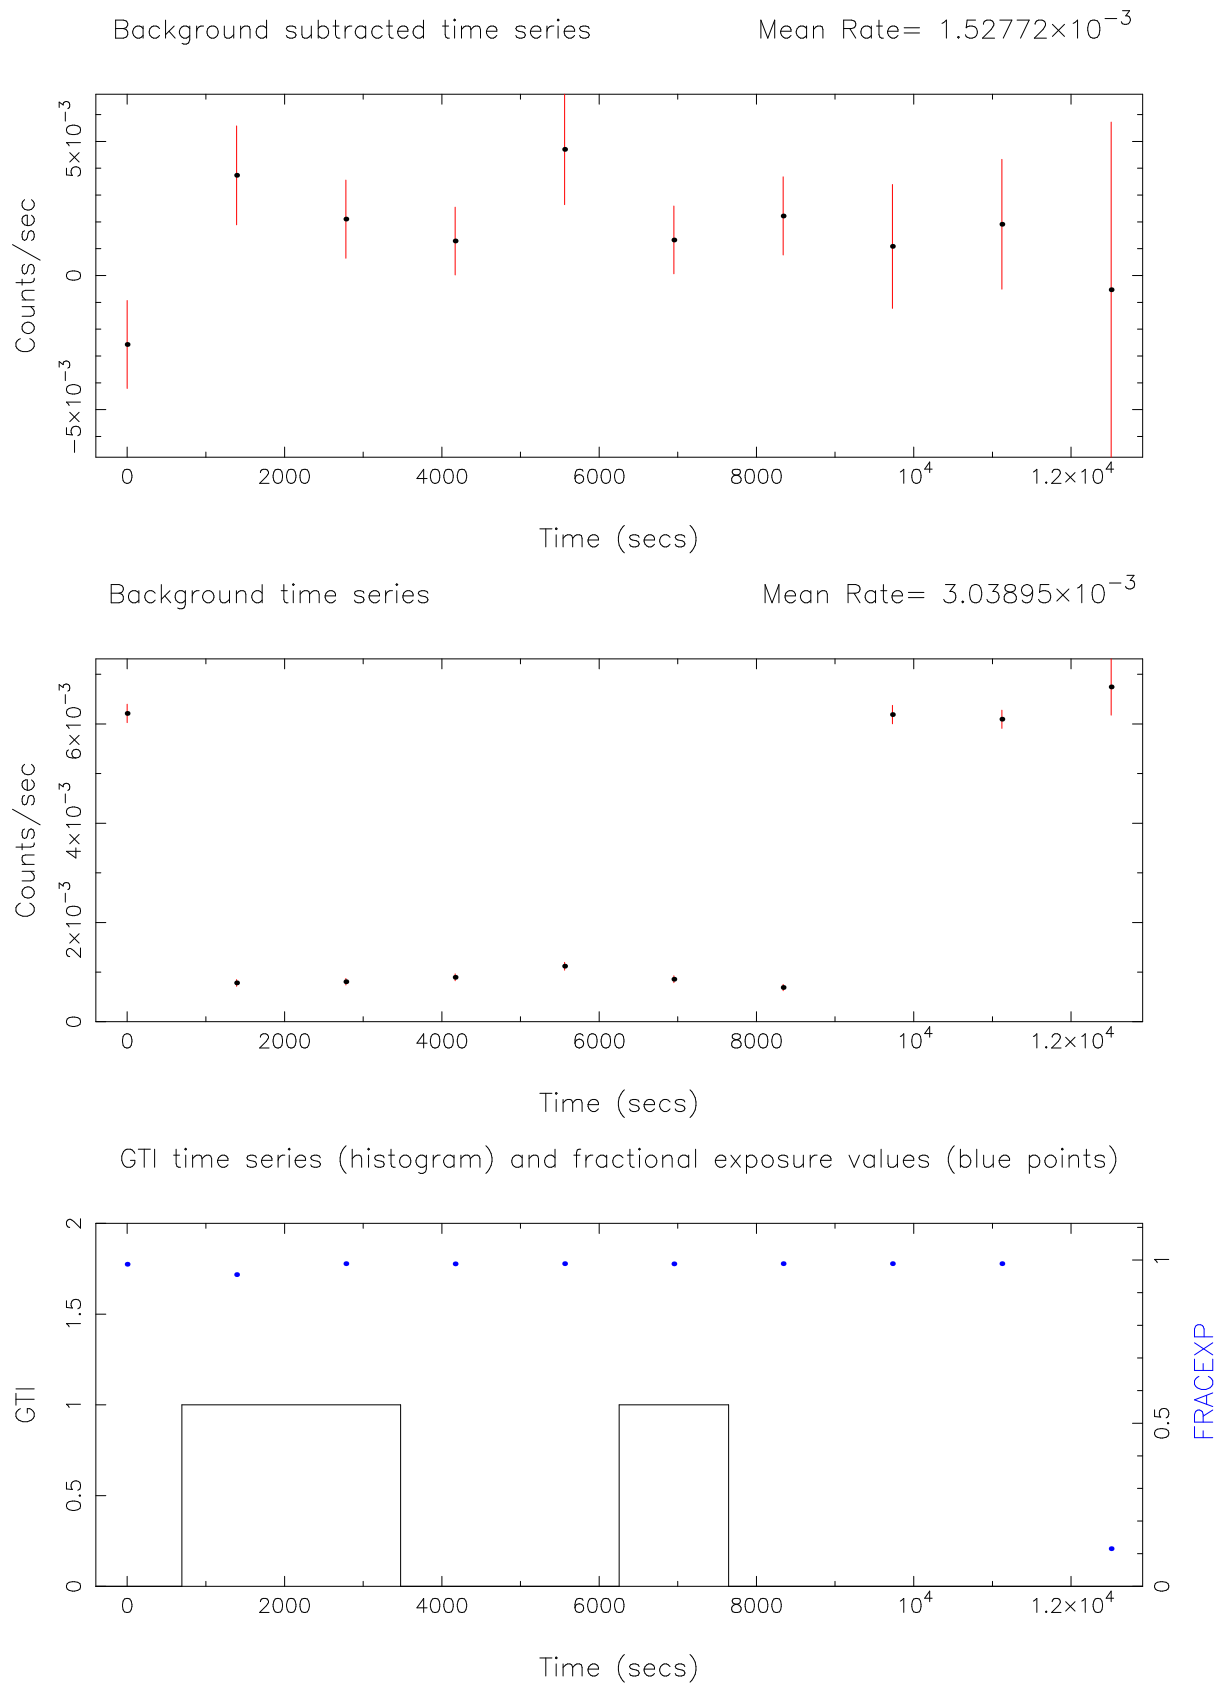 Background subtracted time series Mean Rate= 1.52772×10⁻³
Counts/sec
5×10⁻³
0
−5×10⁻³
0 2000 4000 6000 8000 10⁴ 1.2×10⁴
Time (secs)
Background time series Mean Rate= 3.03895×10⁻³
Counts/sec
6×10⁻³
4×10⁻³
2×10⁻³
0
0 2000 4000 6000 8000 10⁴ 1.2×10⁴
Time (secs)
GTI time series (histogram) and fractional exposure values (blue points)
GTI
2
1.5
1
0.5
0
1
0.5
0
FRACEXP
0 2000 4000 6000 8000 10⁴ 1.2×10⁴
Time (secs)